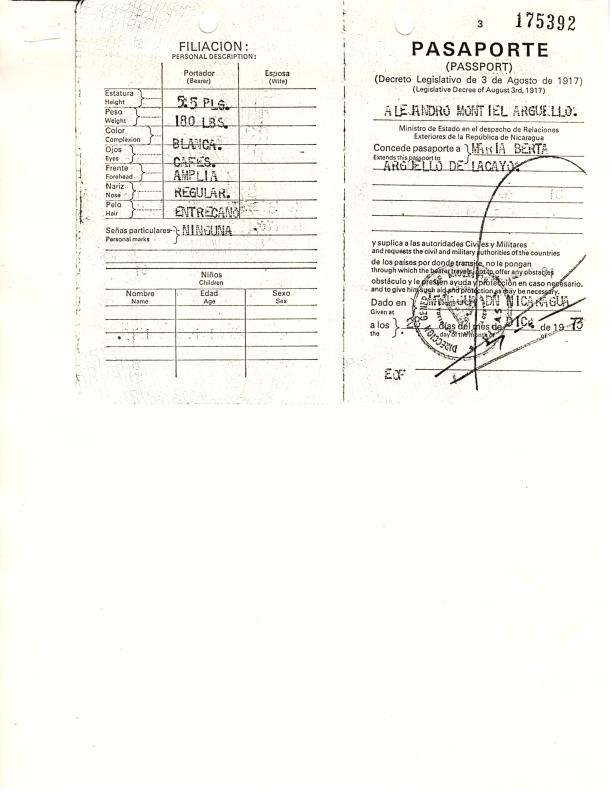 FILIACION:
PERSONAL DESCRIPTION:
Portador
(Bearer)
Esposa
(Wife)
Estatura
Height
5:5 PLG.
Peso
Weight
180 LBS.
Color
Complexion
BLANCA.
Ojos
Eyes
CAFES.
Frente
Forehead
AMPLIA
Nariz
Nose
REGULAR.
Pelo
Hair
ENTRECANO
Señas particulares
Personal marks
NINGUNA
Niños
Children
Nombre
Name
Edad
Age
Sexo
Sex
3
175392
PASAPORTE
(PASSPORT)
(Decreto Legislativo de 3 de Agosto de 1917)
(Legislative Decree of August 3rd, 1917)
ALEJANDRO MONTIEL ARGUELLO.
Ministro de Estado en el despacho de Relaciones
Exteriores de la República de Nicaragua
Concede pasaporte a MARIA BERTA
Extends this passport to
ARGUELLO DE LACAYO.
y suplica a las autoridades Civiles y Militares
and requests the civil and military authorities of the countries
de los países por donde transite, no le pongan
through which the bearer travels, not to offer any obstacles
obstáculo y le presten ayuda y protección en caso necesario.
and to give him such aid and protection as may be necessary.
Dado en MANAGUA DN NICARAGUA
Given at
a los 28 días del mes de DIC. de 1973
the day of the month of